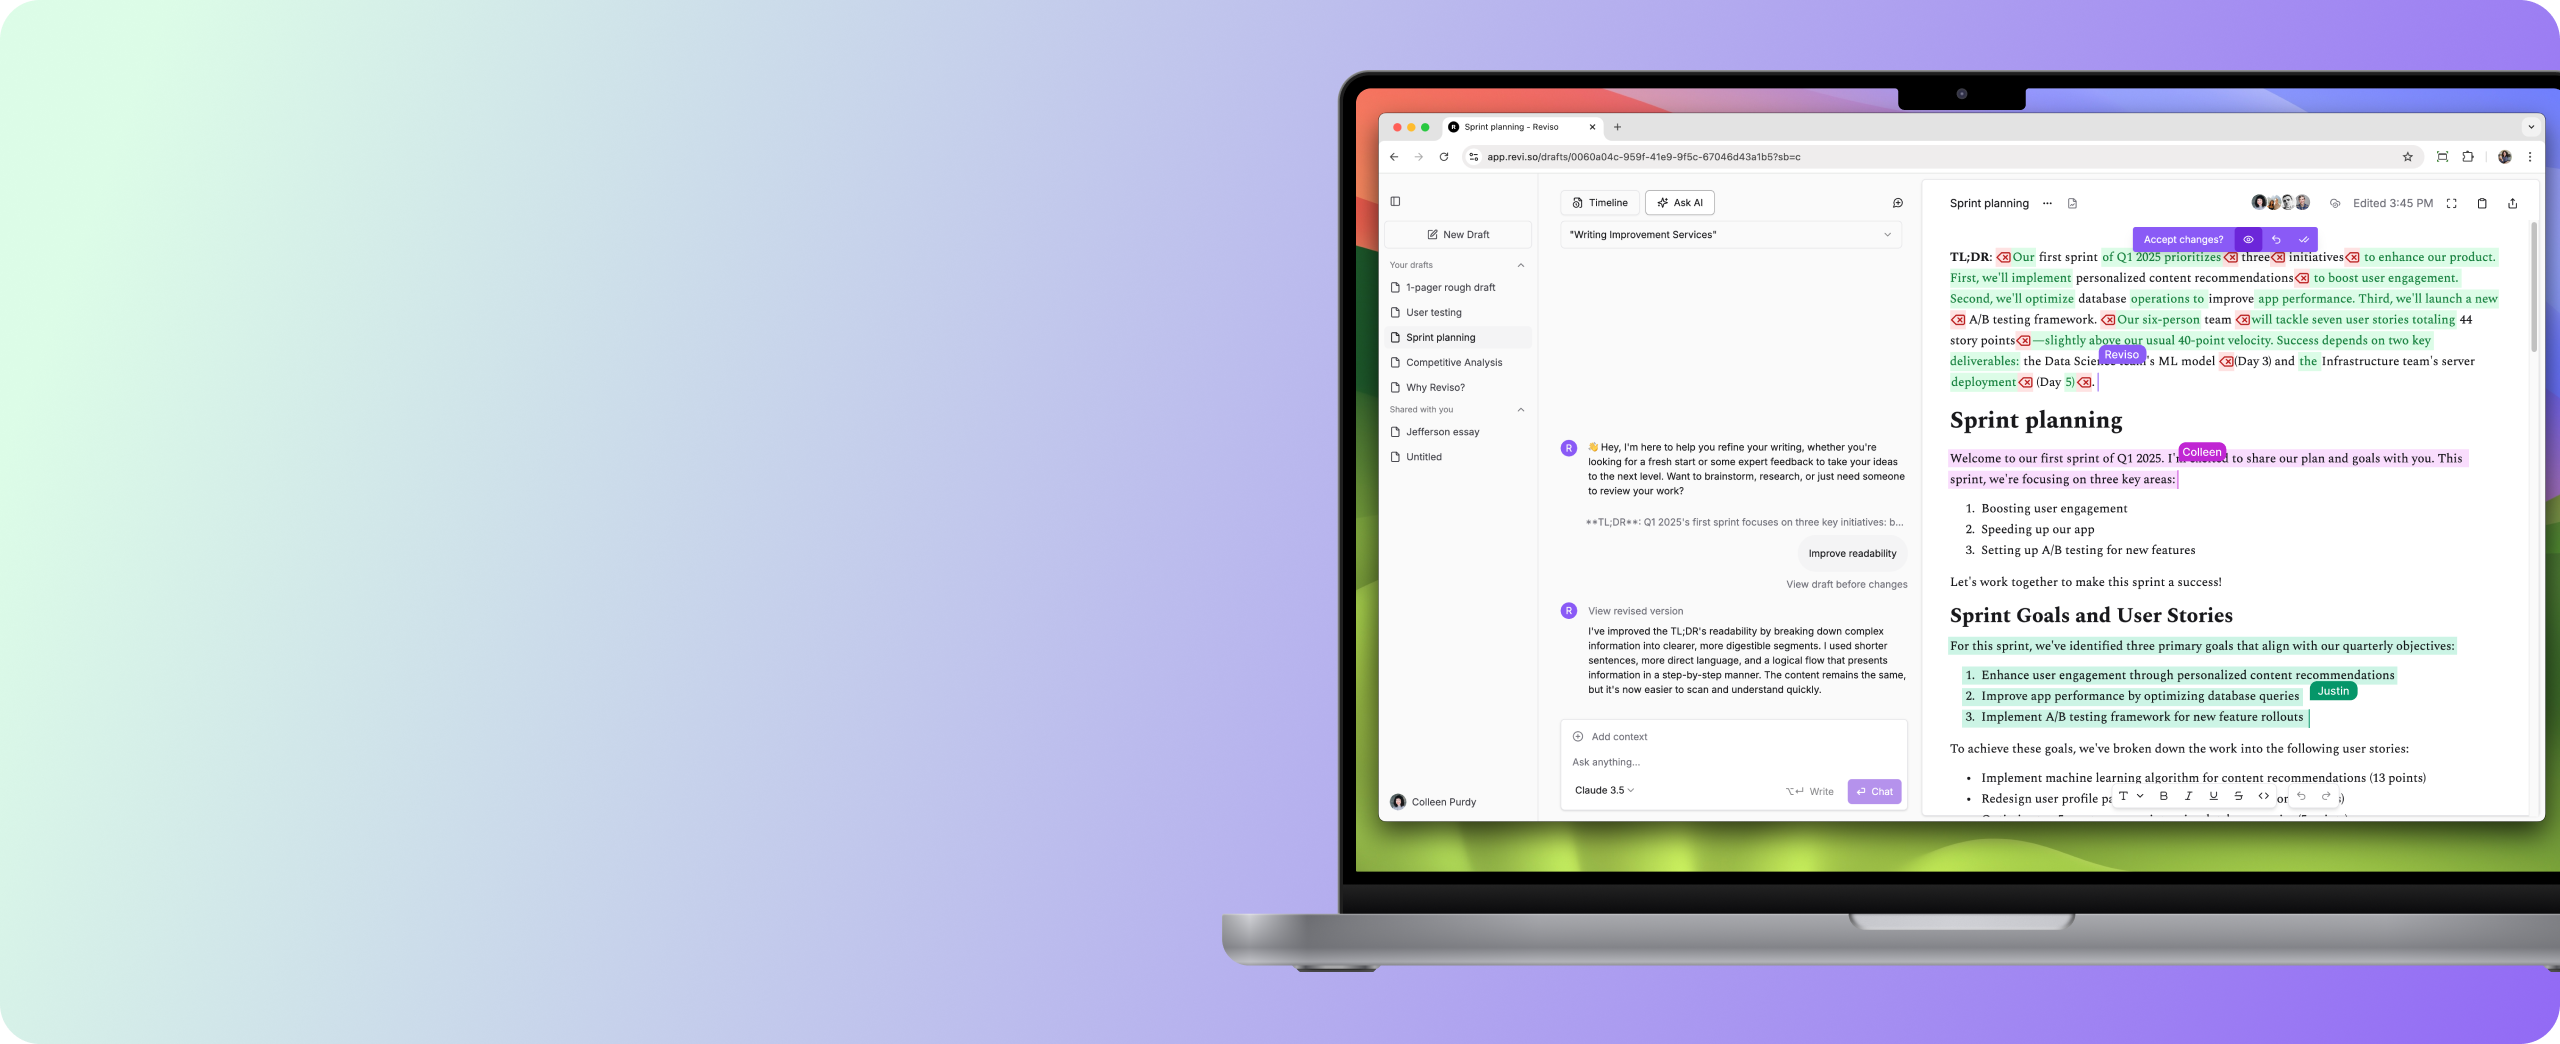 Sprint planning - Reviso
app.revi.so/drafts/0060a04c-959f-41e9-9f5c-67046d43a1b5?sb=c
New Draft
Your drafts
1-pager rough draft
User testing
Sprint planning
Competitive Analysis
Why Reviso?
Shared with you
Jefferson essay
Untitled
Colleen Purdy
Timeline
Ask AI
"Writing Improvement Services"
R
👋 Hey, I'm here to help you refine your writing, whether you're
looking for a fresh start or some expert feedback to take your ideas
to the next level. Want to brainstorm, research, or just need someone
to review your work?
**TL;DR**: Q1 2025's first sprint focuses on three key initiatives: b...
Improve readability
View draft before changes
R
View revised version
I've improved the TL;DR's readability by breaking down complex
information into clearer, more digestible segments. I used shorter
sentences, more direct language, and a logical flow that presents
information in a step-by-step manner. The content remains the same,
but it's now easier to scan and understand quickly.
Add context
Ask anything...
Claude 3.5
Write
Chat
Sprint planning
Edited 3:45 PM
Accept changes?
TL;DR: Our first sprint of Q1 2025 prioritizes three initiatives to enhance our product.
First, we'll implement personalized content recommendations to boost user engagement.
Second, we'll optimize database operations to improve app performance. Third, we'll launch a new
A/B testing framework. Our six-person team will tackle seven user stories totaling 44
story points—slightly above our usual 40-point velocity. Success depends on two key
Reviso
deliverables: the Data Science team's ML model (Day 3) and the Infrastructure team's server
deployment (Day 5).
Sprint planning
Colleen
Welcome to our first sprint of Q1 2025. I'm excited to share our plan and goals with you. This
sprint, we're focusing on three key areas:
1. Boosting user engagement
2. Speeding up our app
3. Setting up A/B testing for new features
Let's work together to make this sprint a success!
Sprint Goals and User Stories
For this sprint, we've identified three primary goals that align with our quarterly objectives:
1. Enhance user engagement through personalized content recommendations
2. Improve app performance by optimizing database queries
Justin
3. Implement A/B testing framework for new feature rollouts
To achieve these goals, we've broken down the work into the following user stories:
• Implement machine learning algorithm for content recommendations (13 points)
• Redesign user profile
T B I U S <>